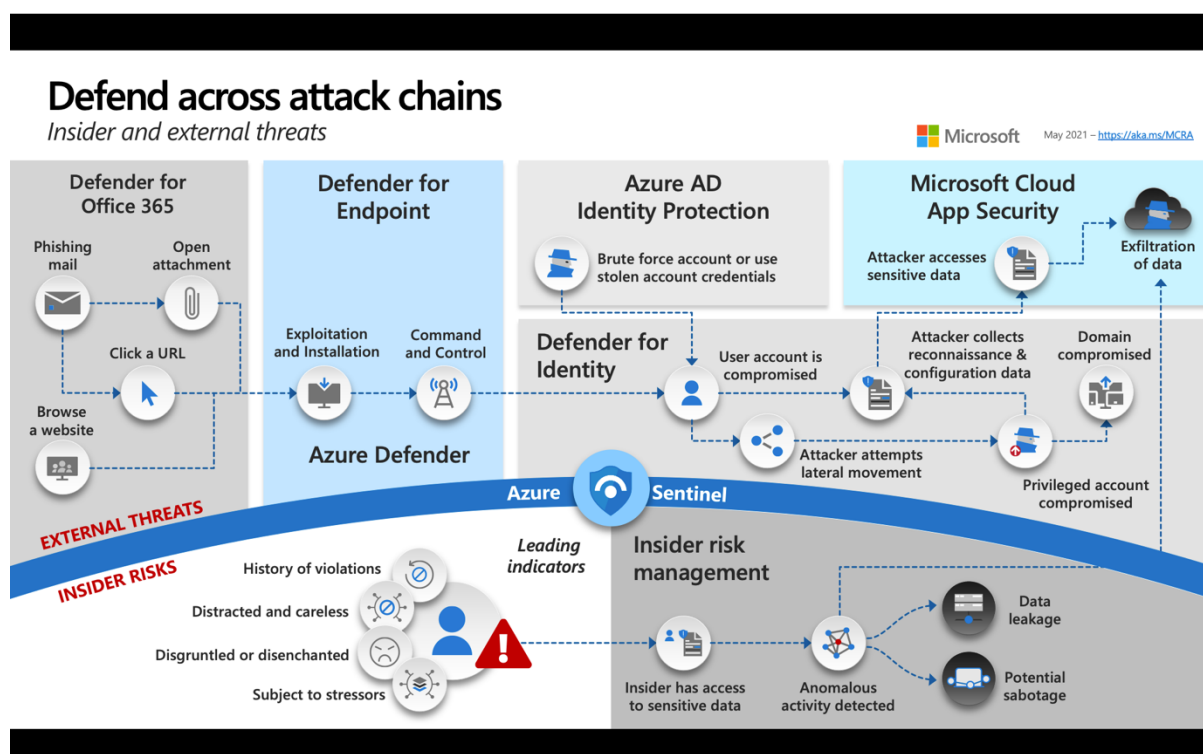 Defend across attack chains
Insider and external threats
Microsoft
May 2021 – https://aka.ms/MCRA
Defender for
Office 365
Phishing
mail
Open
attachment
Click a URL
Browse
a website
Defender for
Endpoint
Exploitation
and Installation
Command
and Control
Azure Defender
Azure AD
Identity Protection
Brute force account or use
stolen account credentials
Microsoft Cloud
App Security
Attacker accesses
sensitive data
Exfiltration
of data
Defender for
Identity
User account is
compromised
Attacker collects
reconnaissance &
configuration data
Domain
compromised
Attacker attempts
lateral movement
Privileged account
compromised
Azure Sentinel
EXTERNAL THREATS
INSIDER RISKS
Leading
indicators
History of violations
Distracted and careless
Disgruntled or disenchanted
Subject to stressors
Insider risk
management
Insider has access
to sensitive data
Anomalous
activity detected
Data
leakage
Potential
sabotage